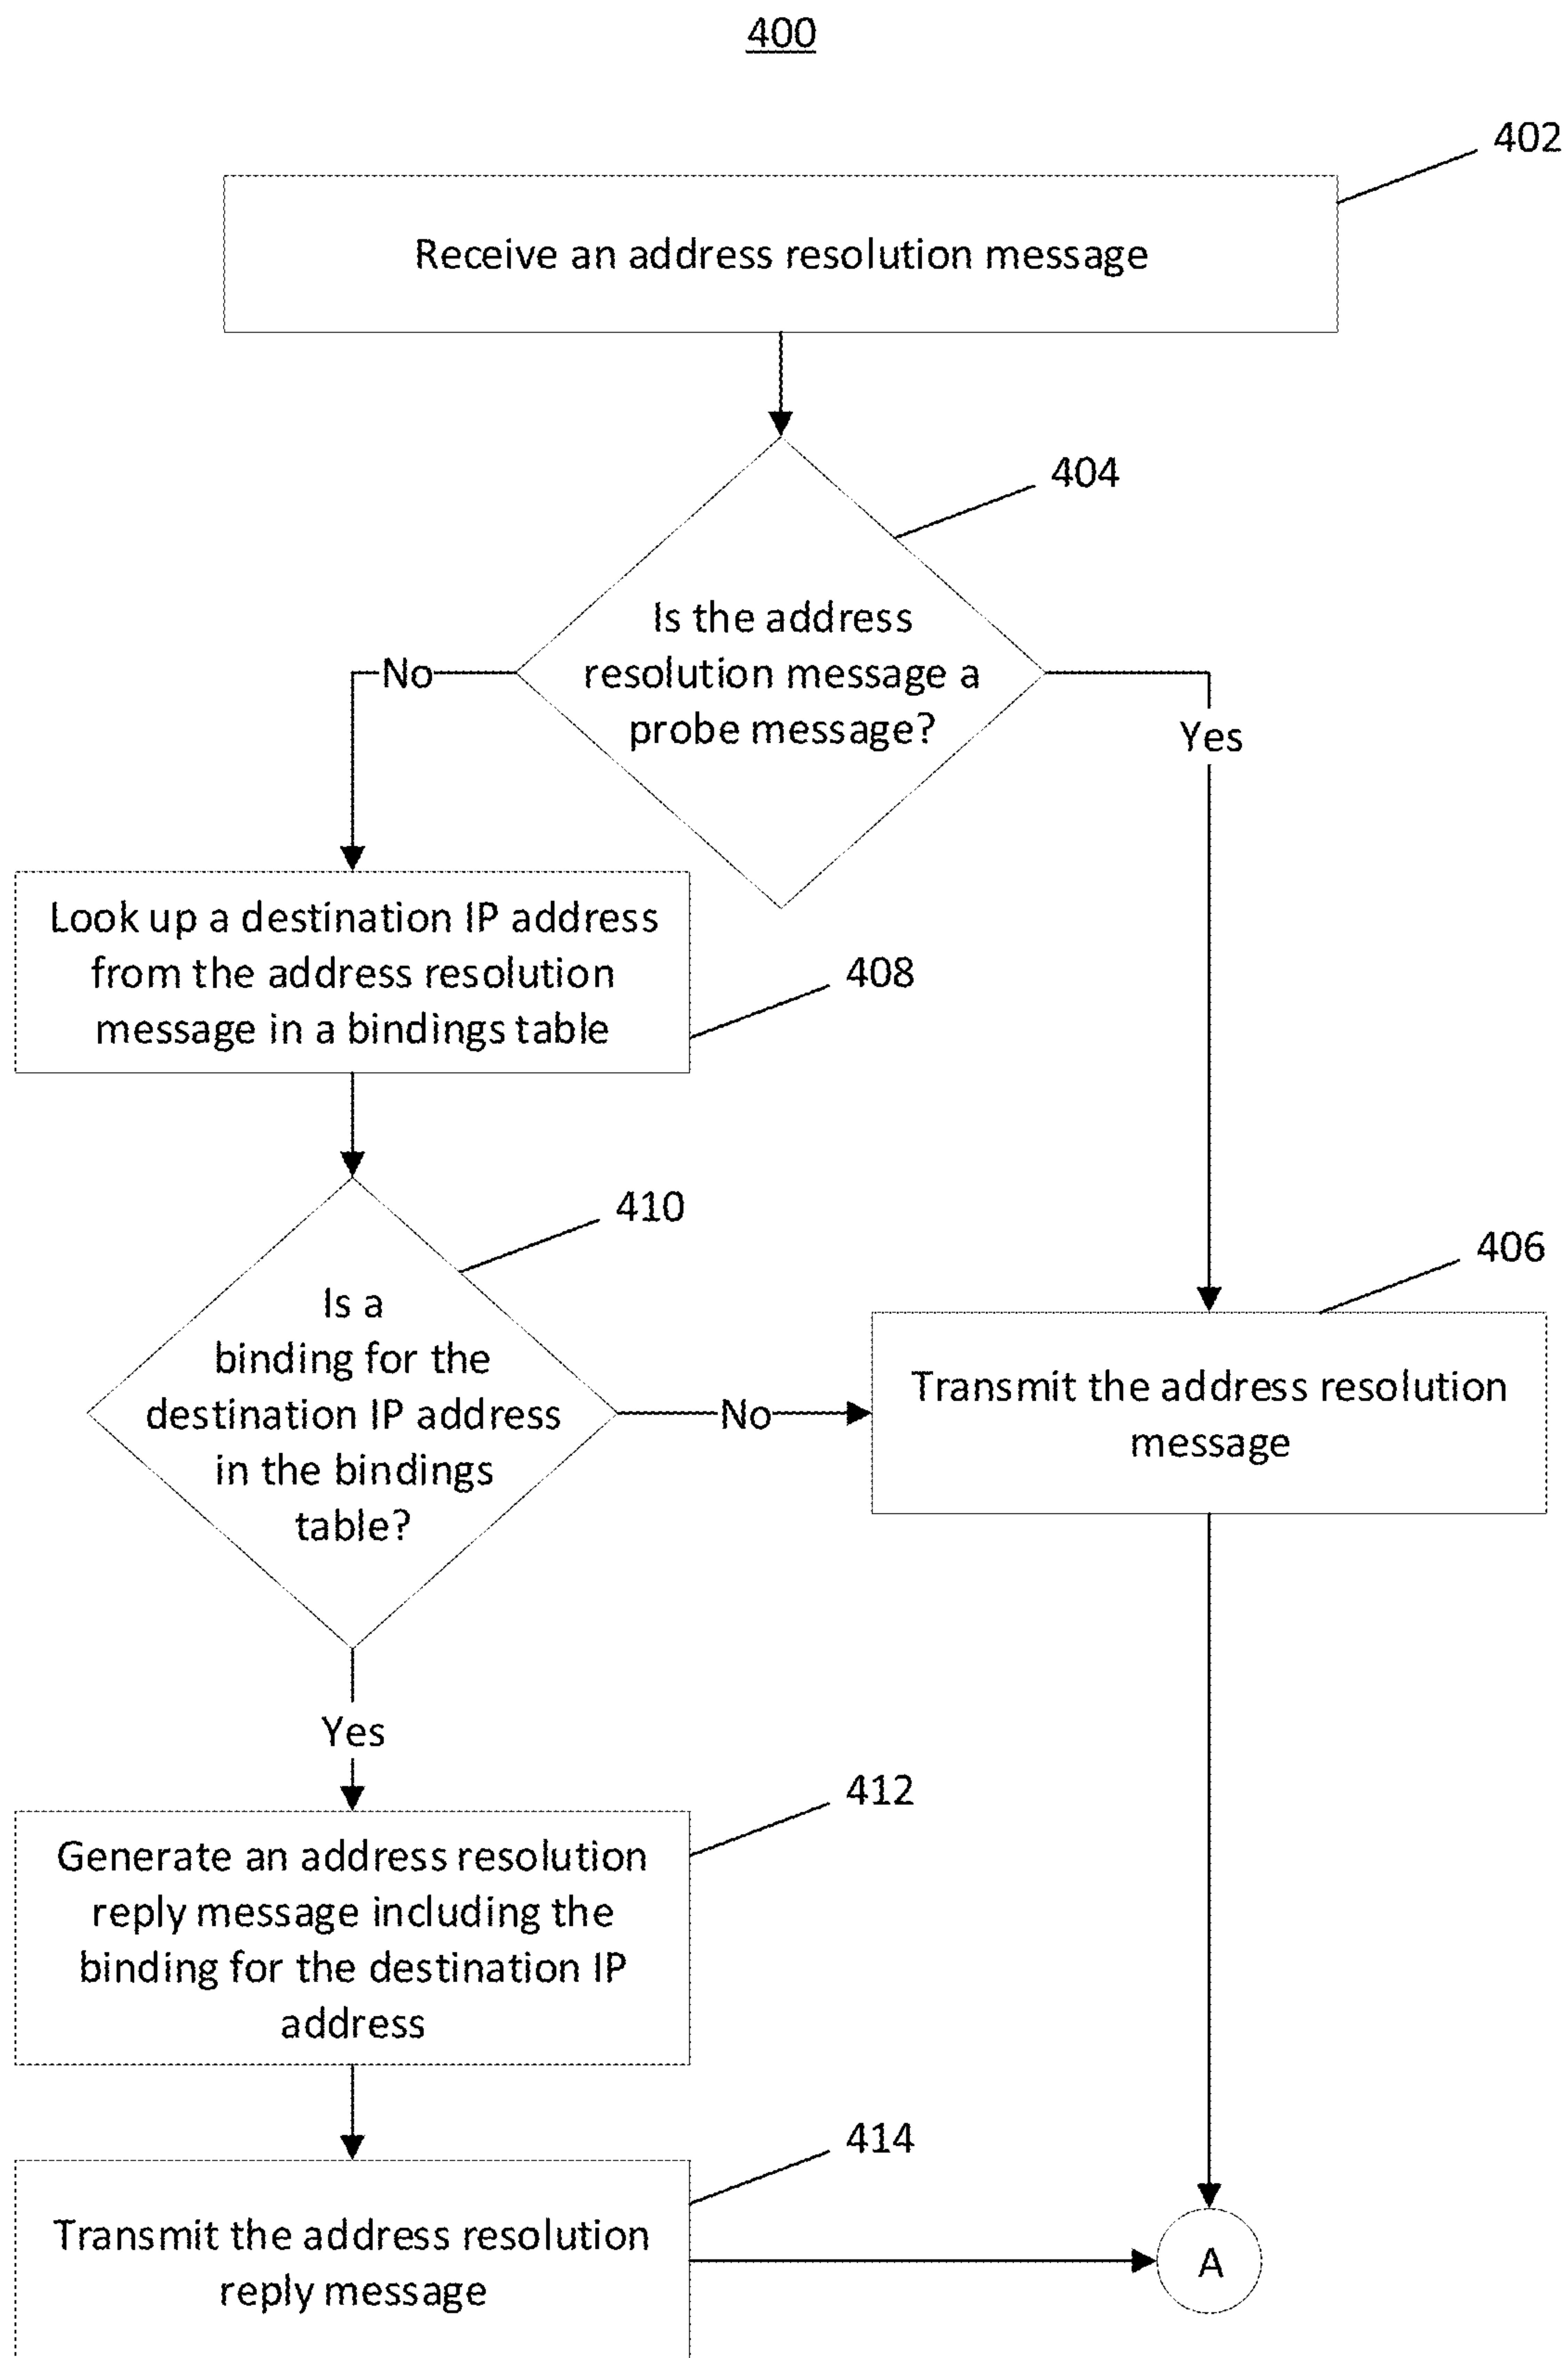 400
402
Receive an address resolution message
404
Is the address
resolution message a
probe message?
No
Yes
Look up a destination IP address
from the address resolution
message in a bindings table
408
410
Is a
binding for the
destination IP address
in the bindings
table?
No
406
Transmit the address resolution
message
Yes
412
Generate an address resolution
reply message including the
binding for the destination IP
address
414
Transmit the address resolution
reply message
A